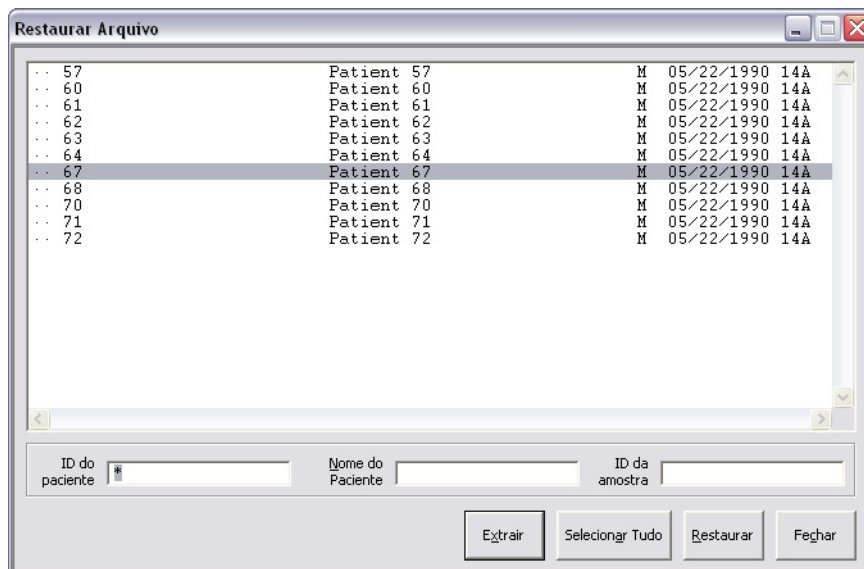 Restaurar Arquivo
·· 57 Patient 57 M 05/22/1990 14A
·· 60 Patient 60 M 05/22/1990 14A
·· 61 Patient 61 M 05/22/1990 14A
·· 62 Patient 62 M 05/22/1990 14A
·· 63 Patient 63 M 05/22/1990 14A
·· 64 Patient 64 M 05/22/1990 14A
·· 67 Patient 67 M 05/22/1990 14A
·· 68 Patient 68 M 05/22/1990 14A
·· 70 Patient 70 M 05/22/1990 14A
·· 71 Patient 71 M 05/22/1990 14A
·· 72 Patient 72 M 05/22/1990 14A
ID do paciente * Nome do Paciente ID da amostra
Extrair Selecionar Tudo Restaurar Fechar